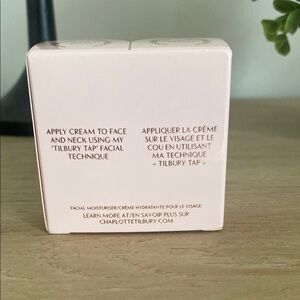 APPLY CREAM TO FACE
AND NECK USING MY
'TILBURY TAP' FACIAL
TECHNIQUE
APPLIQUER LA CRÈME
SUR LE VISAGE ET LE
COU EN UTILISANT
MA TECHNIQUE
« TILBURY TAP »
FACIAL MOISTURISER/CRÈME HYDRATANTE POUR LE VISAGE
LEARN MORE AT/EN SAVOIR PLUS SUR
CHARLOTTETILBURY.COM